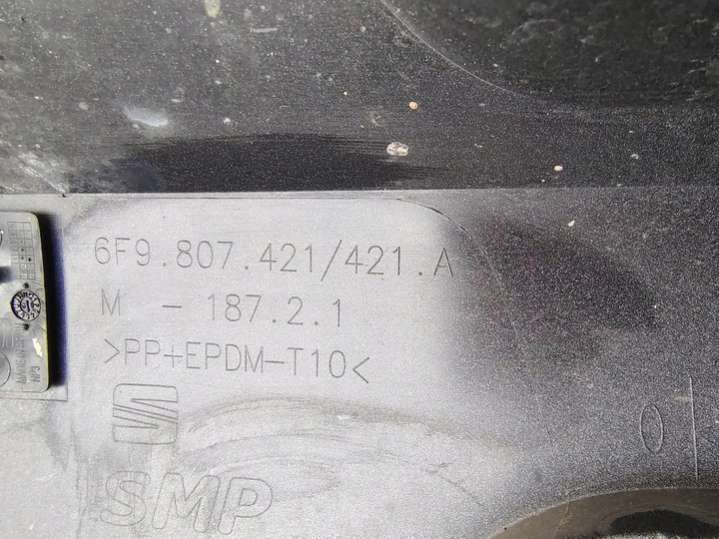 6F9.807.421/421.A
M - 187.2.1
>PP+EPDM-T10<
SMP